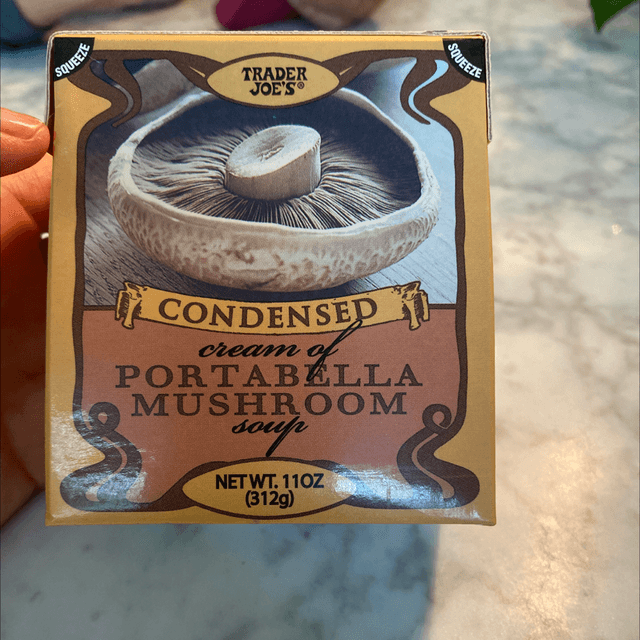 SQUEEZE
SQUEEZE
TRADER
JOE'S®
CONDENSED
cream of
PORTABELLA
MUSHROOM
soup
NET WT. 11OZ
(312g)